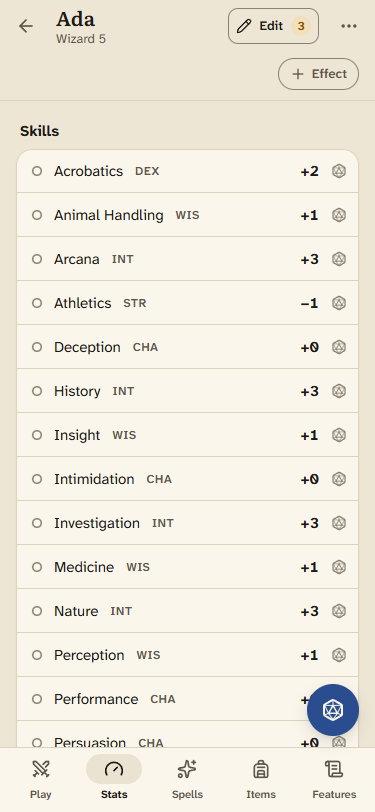 Ada
Wizard 5
Edit 3
Effect
Skills
Acrobatics DEX +2
Animal Handling WIS +1
Arcana INT +3
Athletics STR −1
Deception CHA +0
History INT +3
Insight WIS +1
Intimidation CHA +0
Investigation INT +3
Medicine WIS +1
Nature INT +3
Perception WIS +1
Performance CHA
Persuasion CHA +0
Play Stats Spells Items Features